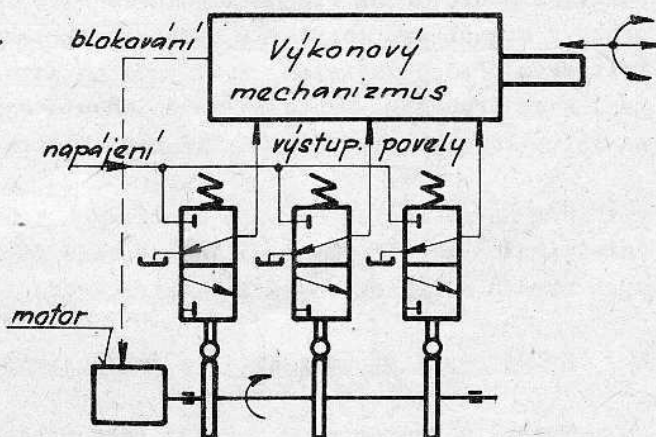 blokování
Výkonový
mechanizmus
napájení
výstup. povely
motor